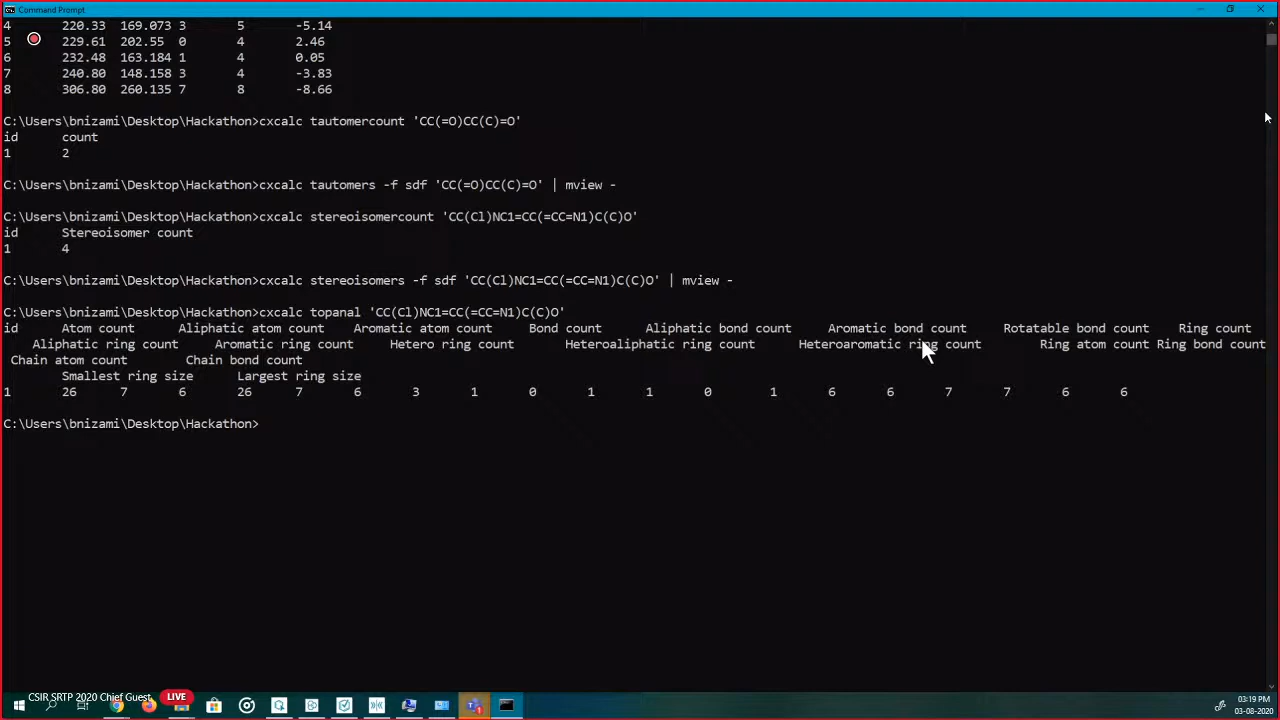 Command Prompt
4 220.33 169.073 3 5 -5.14
5 229.61 202.55 0 4 2.46
6 232.48 163.184 1 4 0.05
7 240.80 148.158 3 4 -3.83
8 306.80 260.135 7 8 -8.66
C:\Users\bnizami\Desktop\Hackathon>cxcalc tautomercount 'CC(=O)CC(C)=O'
id count
1 2
C:\Users\bnizami\Desktop\Hackathon>cxcalc tautomers -f sdf 'CC(=O)CC(C)=O' | mview -
C:\Users\bnizami\Desktop\Hackathon>cxcalc stereoisomercount 'CC(Cl)NC1=CC(=CC=N1)C(C)O'
id Stereoisomer count
1 4
C:\Users\bnizami\Desktop\Hackathon>cxcalc stereoisomers -f sdf 'CC(Cl)NC1=CC(=CC=N1)C(C)O' | mview -
C:\Users\bnizami\Desktop\Hackathon>cxcalc topanal 'CC(Cl)NC1=CC(=CC=N1)C(C)O'
id Atom count Aliphatic atom count Aromatic atom count Bond count Aliphatic bond count Aromatic bond count Rotatable bond count Ring count
Aliphatic ring count Aromatic ring count Hetero ring count Heteroaliphatic ring count Heteroaromatic ring count Ring atom count Ring bond count
Chain atom count Chain bond count
Smallest ring size Largest ring size
1 26 7 6 26 7 6 3 1 0 1 1 0 1 6 6 7 7 6 6
C:\Users\bnizami\Desktop\Hackathon>
CSIR SRTP 2020 Chief Guest LIVE
03:19 PM
03-08-2020